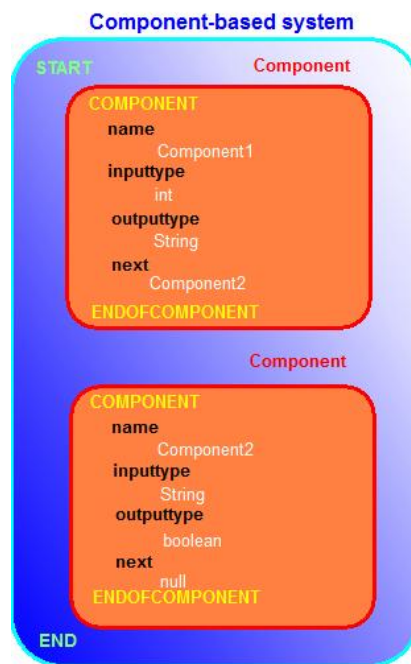 Component-based system
START
Component
COMPONENT
name
Component1
inputtype
int
outputtype
String
next
Component2
ENDOFCOMPONENT
Component
COMPONENT
name
Component2
inputtype
String
outputtype
boolean
next
null
ENDOFCOMPONENT
END